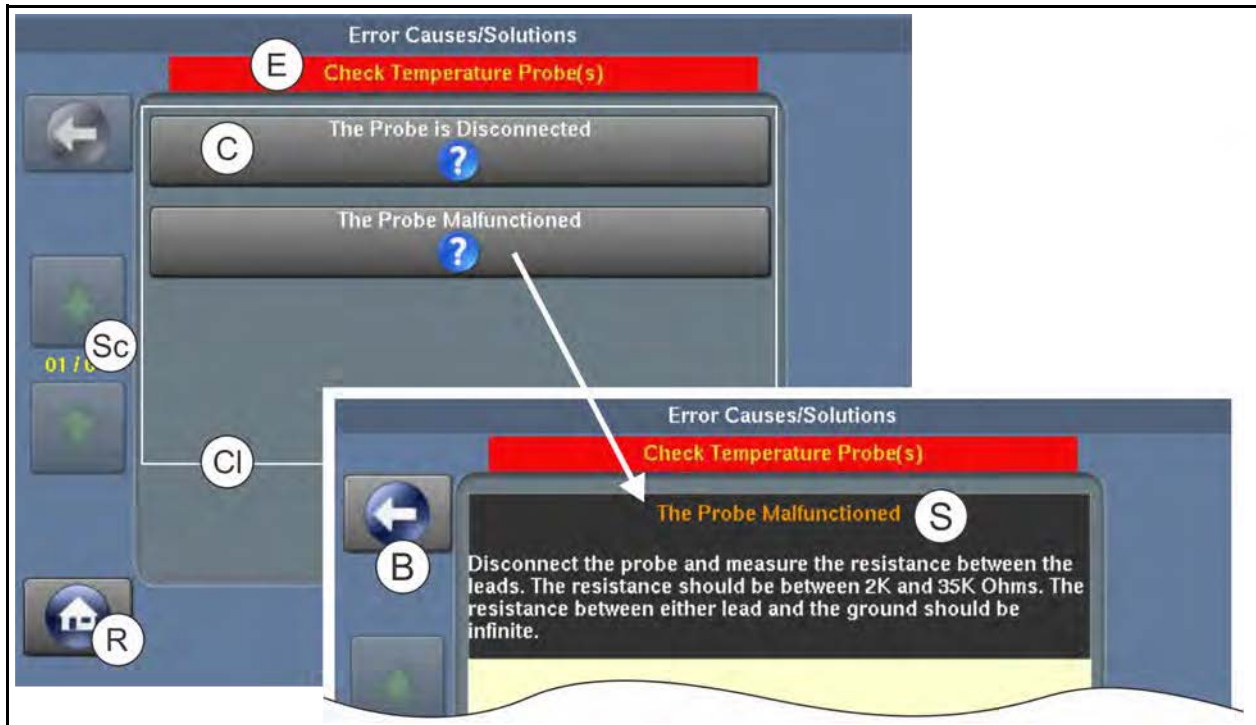 Error Causes/Solutions
E
Check Temperature Probe(s)
C
The Probe is Disconnected
?
The Probe Malfunctioned
?
Sc
01 / 0
Cl
R
Error Causes/Solutions
Check Temperature Probe(s)
B
The Probe Malfunctioned
S
Disconnect the probe and measure the resistance between the
leads. The resistance should be between 2K and 35K Ohms. The
resistance between either lead and the ground should be
infinite.